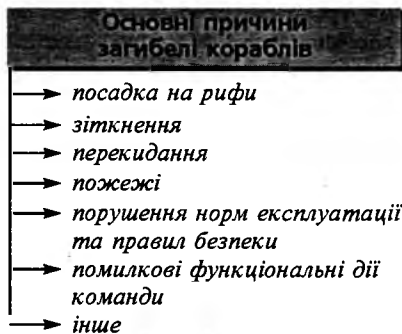 Основні причини
загибелі кораблів
посадка на рифи
зіткнення
перекидання
пожежі
порушення норм експлуатації
та правил безпеки
помилкові функціональні дії
команди
інше